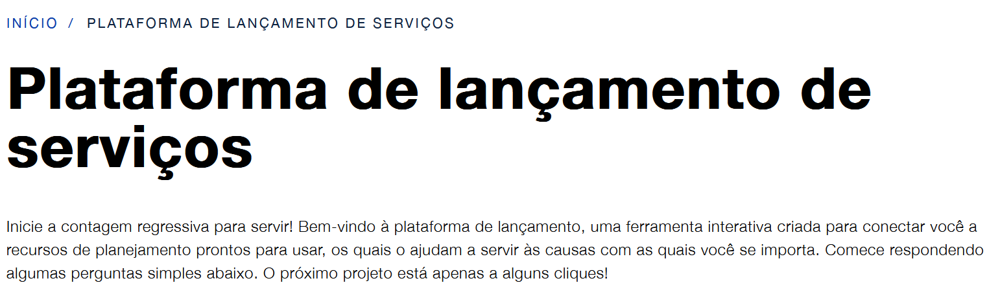 INÍCIO / PLATAFORMA DE LANÇAMENTO DE SERVIÇOS
Plataforma de lançamento de
serviços
Inicie a contagem regressiva para servir! Bem-vindo à plataforma de lançamento, uma ferramenta interativa criada para conectar você a
recursos de planejamento prontos para usar, os quais o ajudam a servir às causas com as quais você se importa. Comece respondendo
algumas perguntas simples abaixo. O próximo projeto está apenas a alguns cliques!